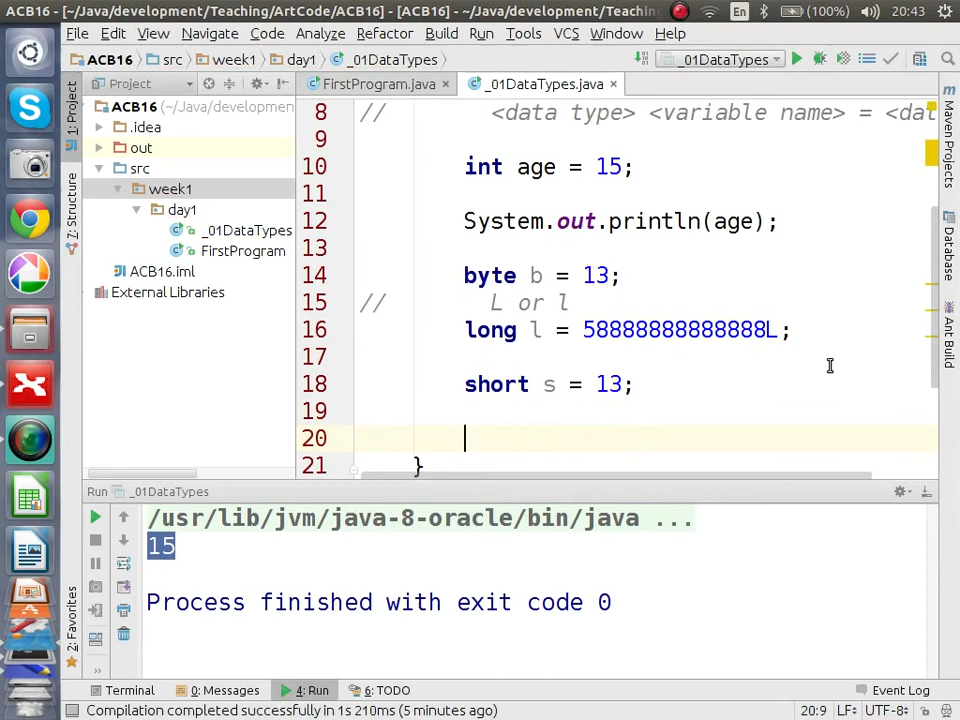 ACB16 - [~/Java/development/Teaching/ArtCode/ACB16] - [ACB16] - [~/Java/development/Teachin
En (100%) 20:43
File Edit View Navigate Code Analyze Refactor Build Run Tools VCS Window Help
ACB16 src week1 day1 _01DataTypes _01DataTypes
Project FirstProgram.java _01DataTypes.java
1: Project
7: Structure
2: Favorites
ACB16 (~/Java/developmen
.idea
out
src
week1
day1
_01DataTypes
FirstProgram
ACB16.iml
External Libraries
8 // <data type> <variable name> = <dat
9
10 int age = 15;
11
12 System.out.println(age);
13
14 byte b = 13;
15 // L or l
16 long l = 58888888888888L;
17
18 short s = 13;
19
20
21 }
m
Maven Projects
Database
Ant Build
Run _01DataTypes
/usr/lib/jvm/java-8-oracle/bin/java ...
15
Process finished with exit code 0
Terminal 0: Messages 4: Run 6: TODO Event Log
Compilation completed successfully in 1s 210ms (5 minutes ago) 20:9 LF UTF-8